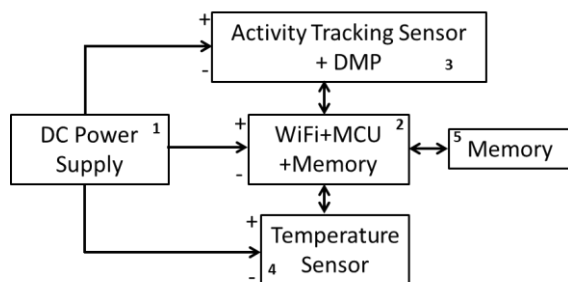 +
-
Activity Tracking Sensor
+ DMP
3
DC Power
Supply
1
+
-
WiFi+MCU
+Memory
2
5
Memory
+
-
Temperature
Sensor
4